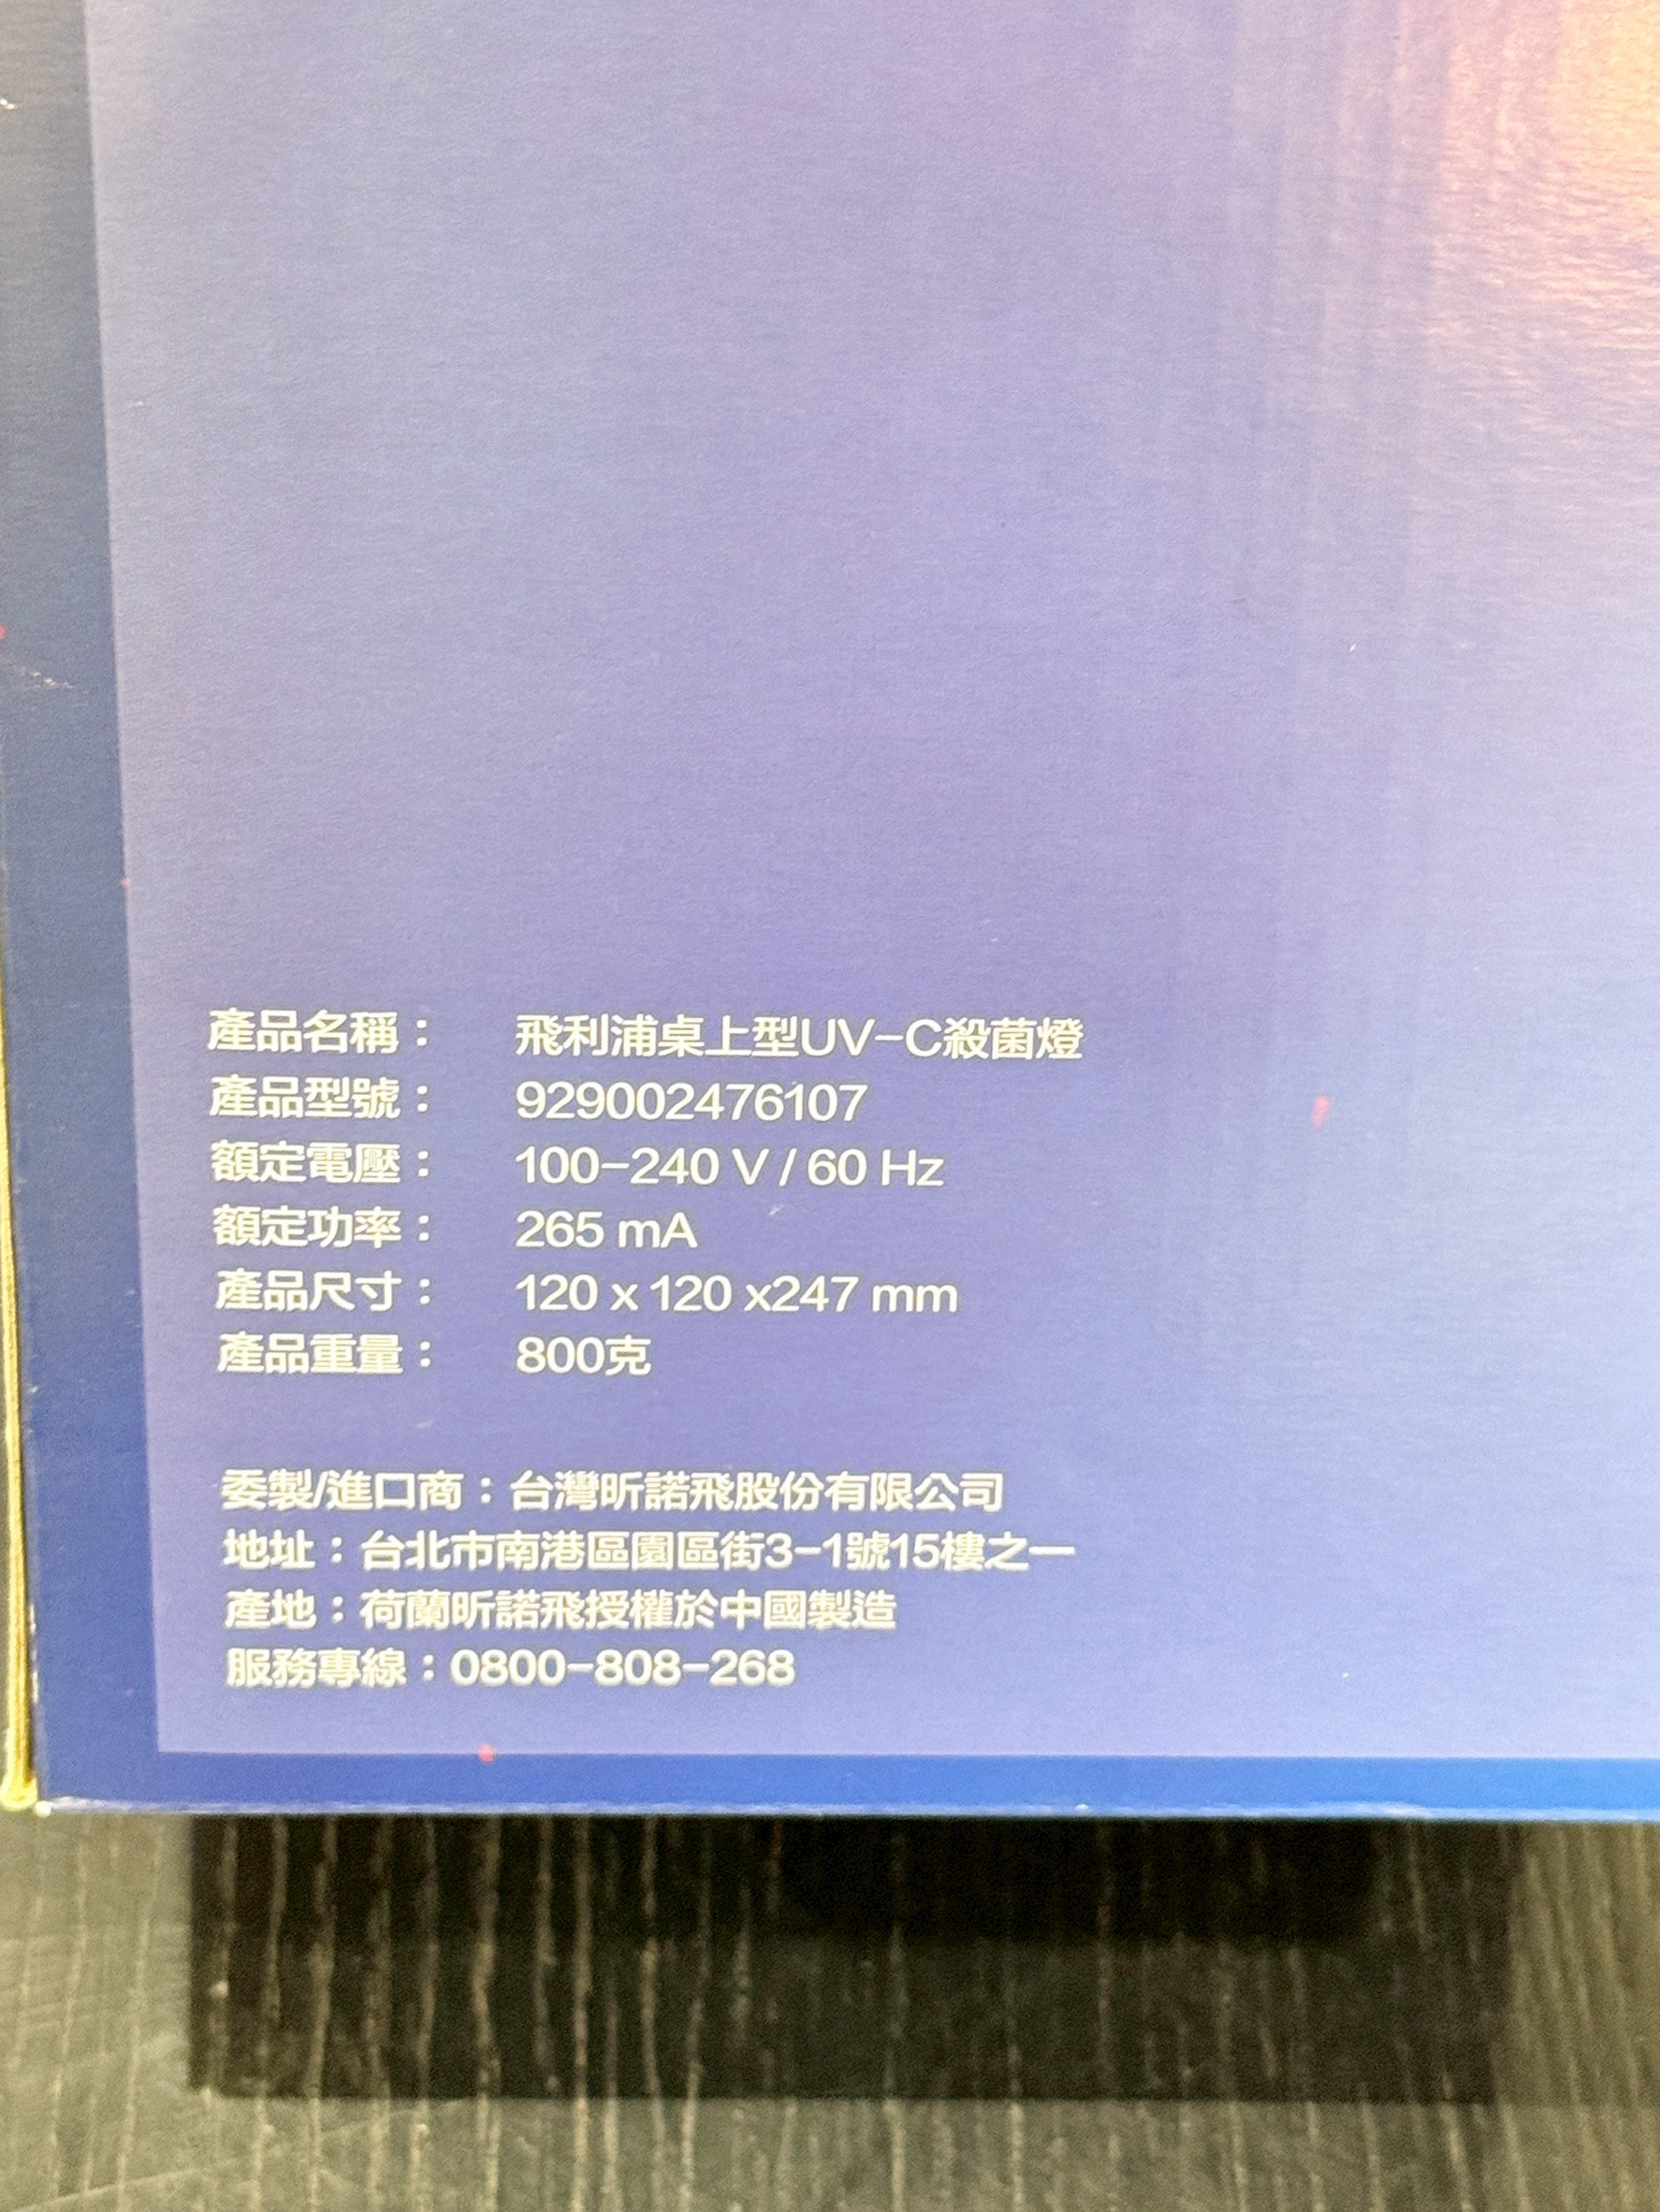 產品名稱： 飛利浦桌上型UV-C殺菌燈
產品型號： 929002476107
額定電壓： 100-240 V / 60 Hz
額定功率： 265 mA
產品尺寸： 120 x 120 x247 mm
產品重量： 800克
委製/進口商：台灣昕諾飛股份有限公司
地址：台北市南港區園區街3-1號15樓之一
產地：荷蘭昕諾飛授權於中國製造
服務專線：0800-808-268